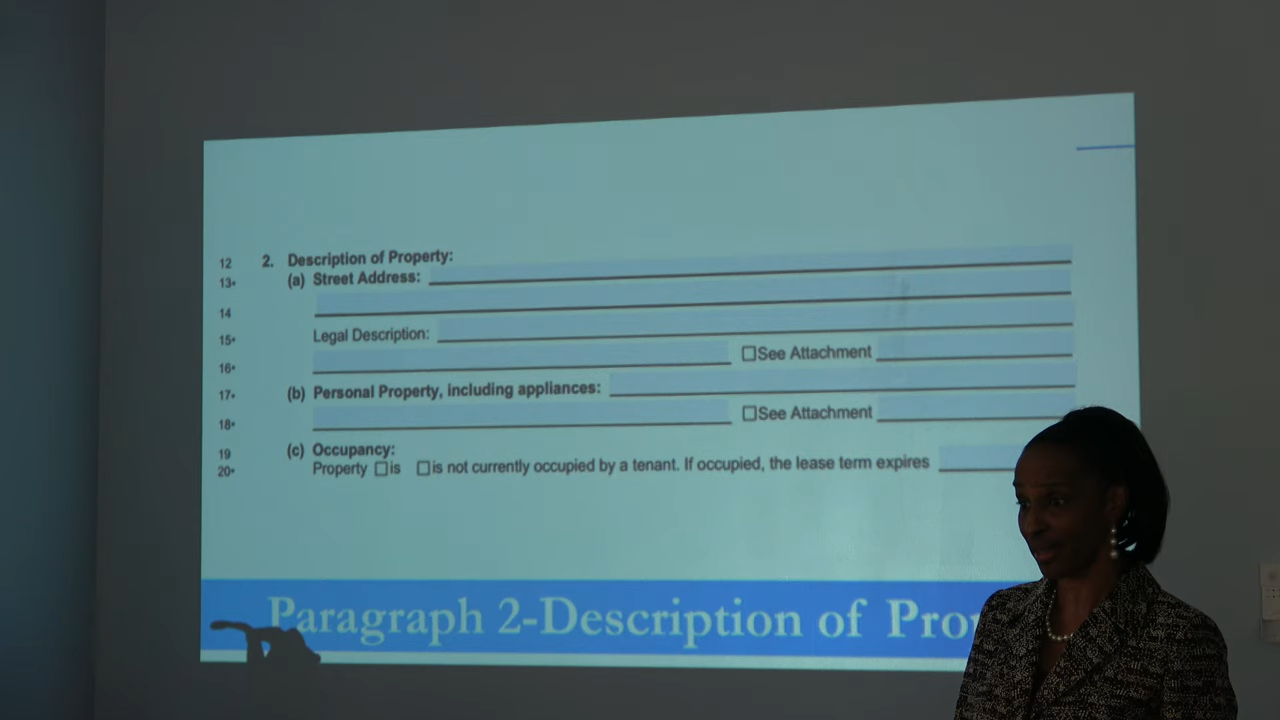 12 2. Description of Property:
13* (a) Street Address:
14
15* Legal Description:
16* See Attachment
17* (b) Personal Property, including appliances:
18* See Attachment
19 (c) Occupancy:
20* Property is is not currently occupied by a tenant. If occupied, the lease term expires
Paragraph 2-Description of